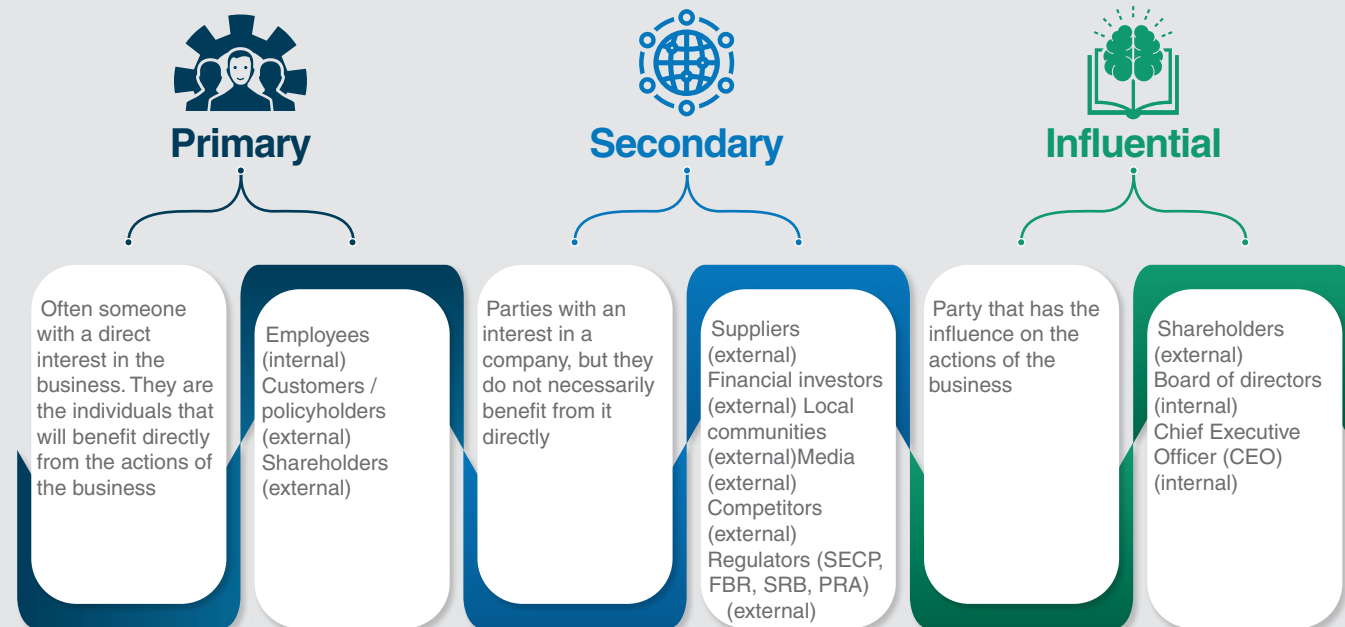 Primary
Often someone
with a direct
interest in the
business. They are
the individuals that
will benefit directly
from the actions of
the business
Employees
(internal)
Customers /
policyholders
(external)
Shareholders
(external)
Secondary
Parties with an
interest in a
company, but they
do not necessarily
benefit from it
directly
Suppliers
(external)
Financial investors
(external) Local
communities
(external)Media
(external)
Competitors
(external)
Regulators (SECP,
FBR, SRB, PRA)
(external)
Influential
Party that has the
influence on the
actions of the
business
Shareholders
(external)
Board of directors
(internal)
Chief Executive
Officer (CEO)
(internal)